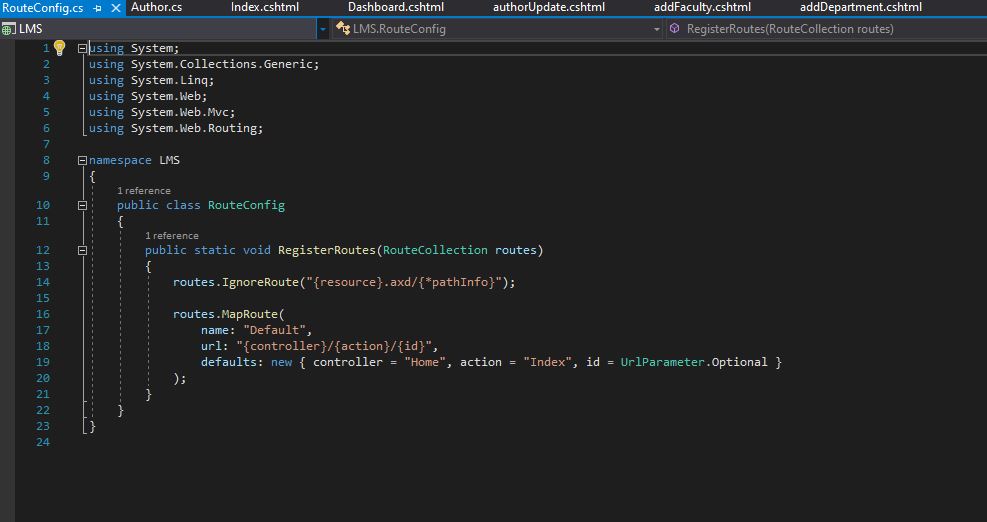 RouteConfig.cs Author.cs Index.cshtml Dashboard.cshtml authorUpdate.cshtml addFaculty.cshtml addDepartment.cshtml
LMS LMS.RouteConfig RegisterRoutes(RouteCollection routes)
1 using System;
2 using System.Collections.Generic;
3 using System.Linq;
4 using System.Web;
5 using System.Web.Mvc;
6 using System.Web.Routing;
7
8 namespace LMS
9 {
1 reference
10 public class RouteConfig
11 {
1 reference
12 public static void RegisterRoutes(RouteCollection routes)
13 {
14 routes.IgnoreRoute("{resource}.axd/{*pathInfo}");
15
16 routes.MapRoute(
17 name: "Default",
18 url: "{controller}/{action}/{id}",
19 defaults: new { controller = "Home", action = "Index", id = UrlParameter.Optional }
20 );
21 }
22 }
23 }
24